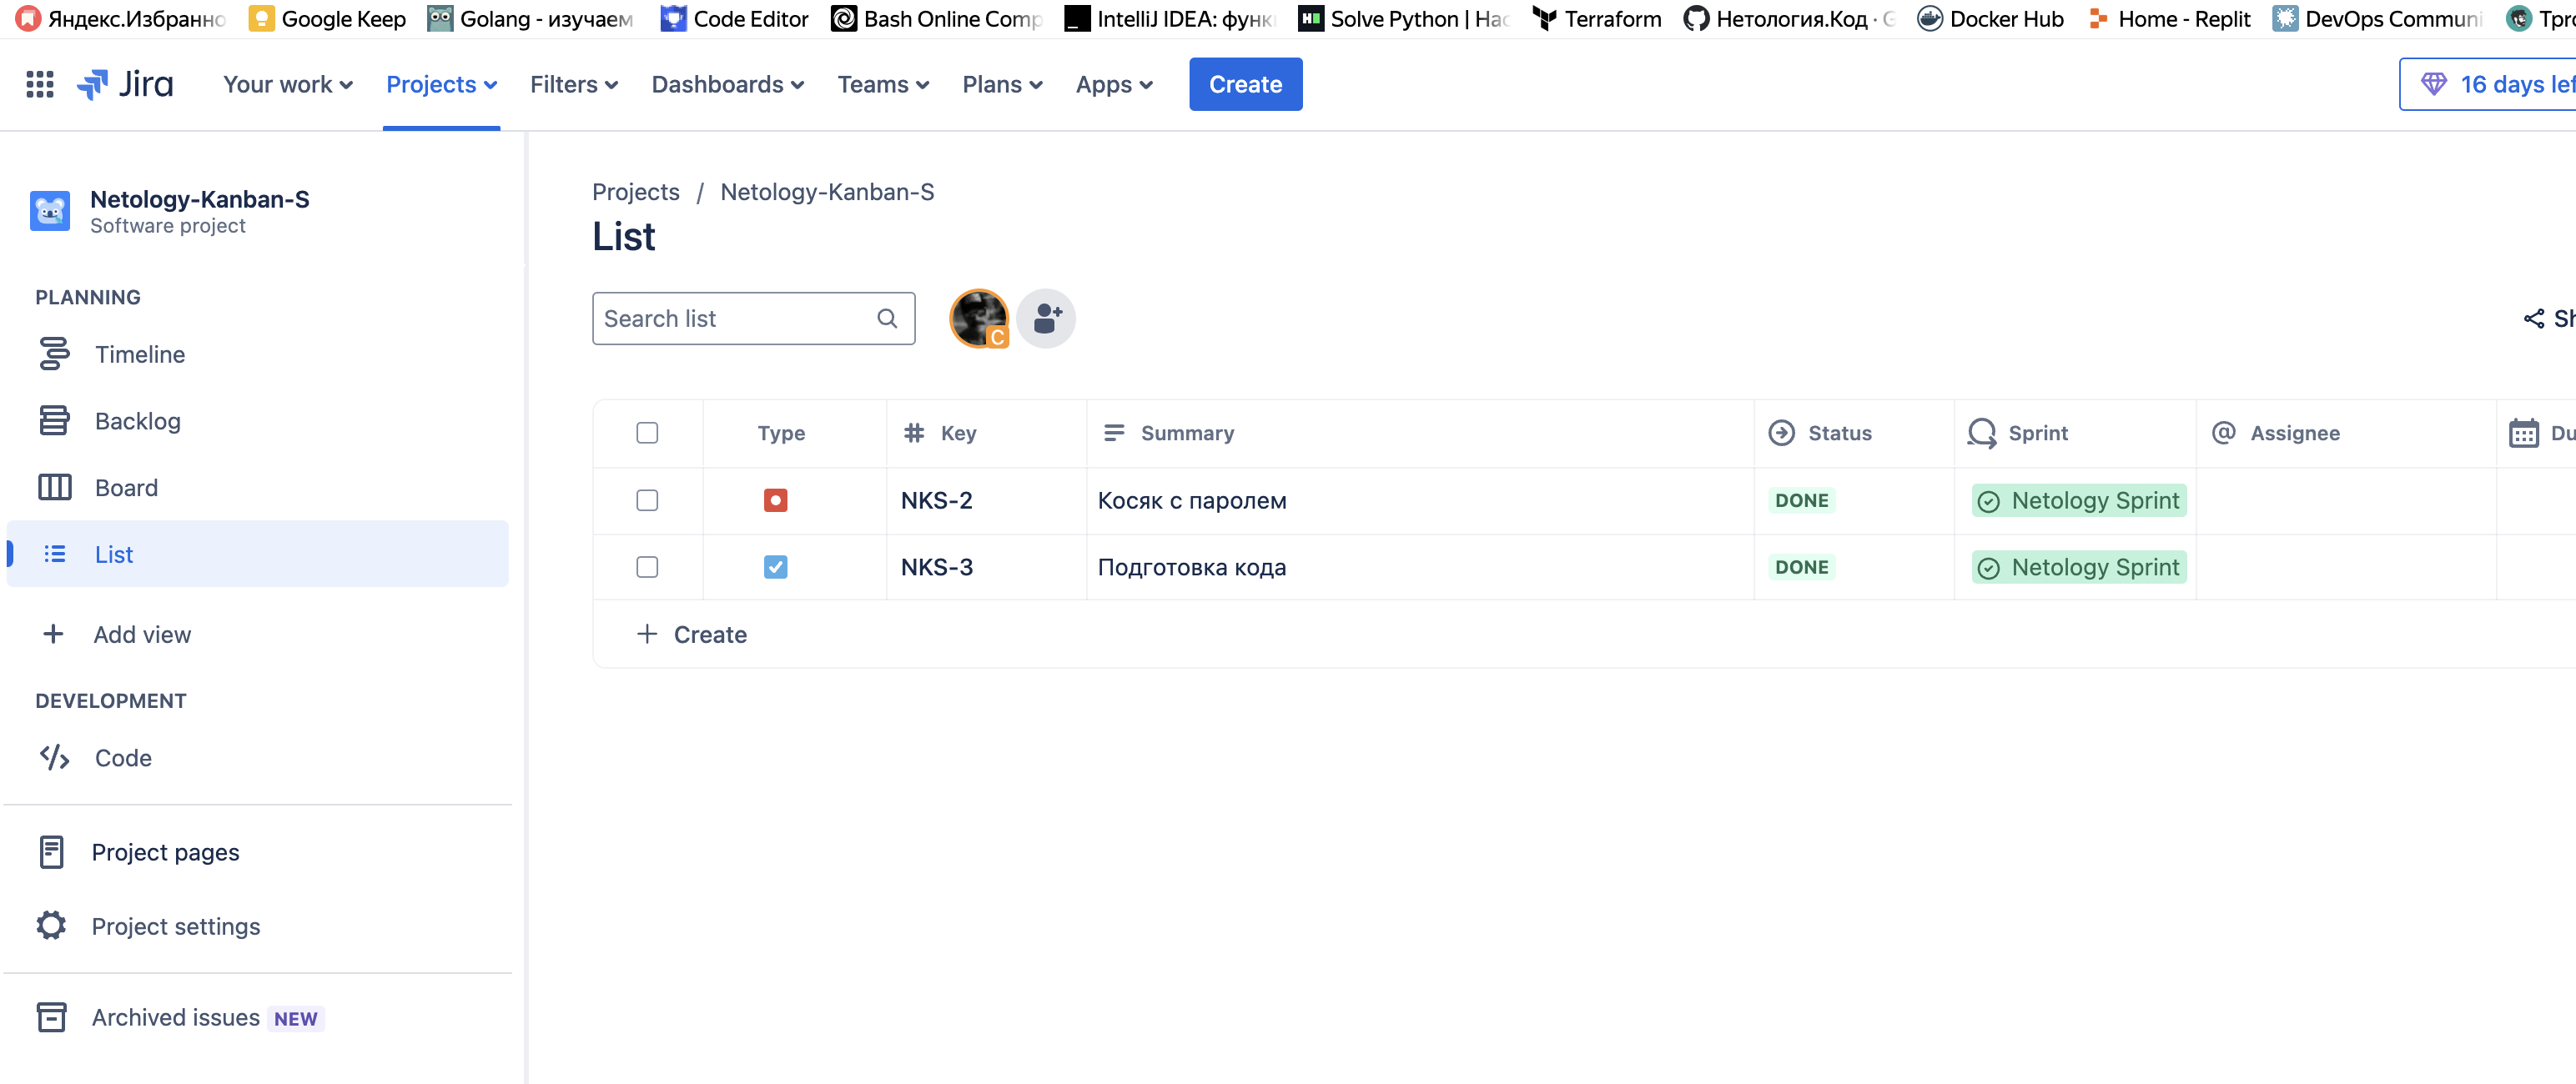 Яндекс.Избранно Google Keep Golang - изучаем Code Editor Bash Online Comp IntelliJ IDEA: функ Solve Python | Hac Terraform Нетология.Код · G Docker Hub Home - Replit DevOps Communi Tpro
Jira Your work Projects Filters Dashboards Teams Plans Apps Create 16 days lef
Netology-Kanban-S
Software project
PLANNING
Timeline
Backlog
Board
List
Add view
DEVELOPMENT
Code
Project pages
Project settings
Archived issues NEW
Projects / Netology-Kanban-S
List
Search list C Sh
Type # Key Summary Status Sprint @ Assignee Du
NKS-2 Косяк с паролем DONE Netology Sprint
NKS-3 Подготовка кода DONE Netology Sprint
+ Create